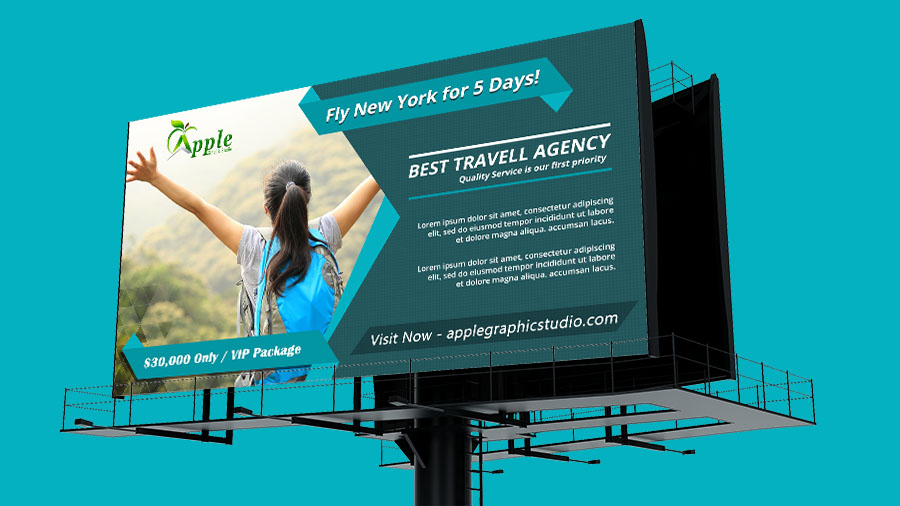 Apple
Fly New York for 5 Days!
BEST TRAVELL AGENCY
Quality Service is our first priority
Lorem ipsum dolor sit amet, consectetur adipiscing
elit, sed do eiusmod tempor incididunt ut labore
et dolore magna aliqua. accumsan lacus.
Lorem ipsum dolor sit amet, consectetur adipiscing
elit, sed do eiusmod tempor incididunt ut labore
et dolore magna aliqua. accumsan lacus.
$30,000 Only / VIP Package
Visit Now - applegraphicstudio.com